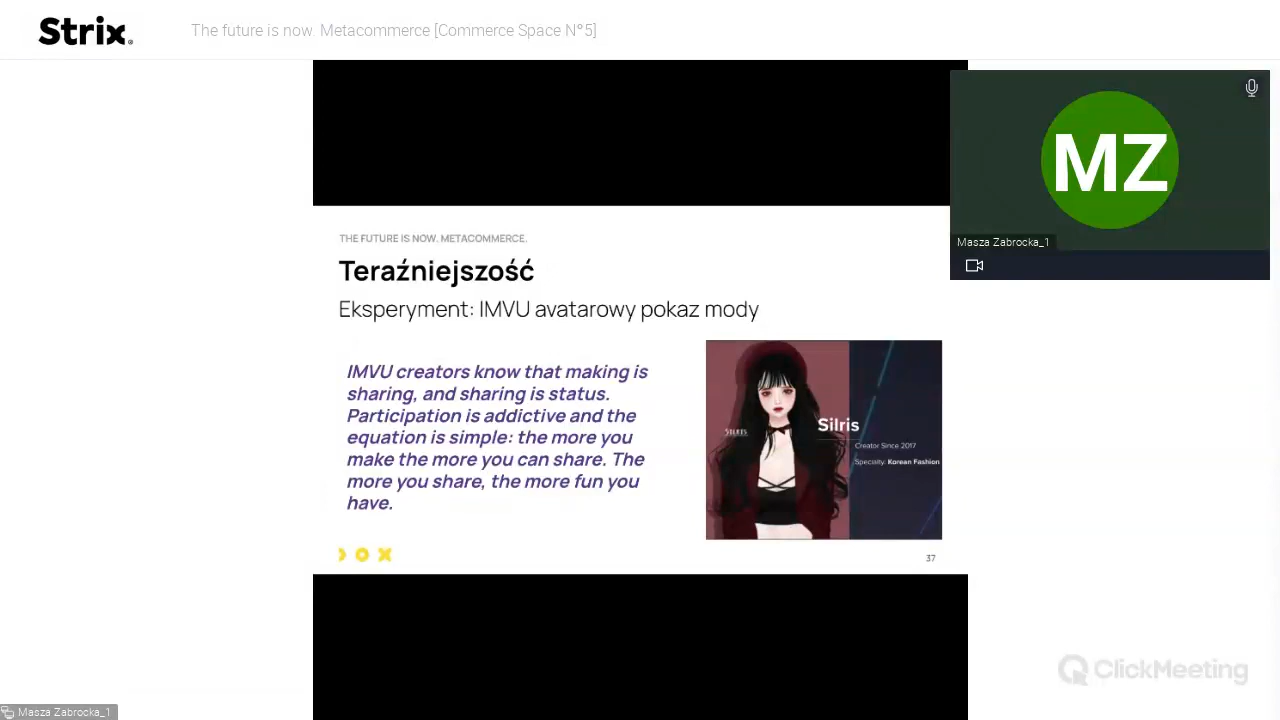 Strix®
The future is now. Metacommerce [Commerce Space N°5]
MZ
Masza Zabrocka_1
THE FUTURE IS NOW. METACOMMERCE.
Teraźniejszość
Eksperyment: IMVU avatarowy pokaz mody
IMVU creators know that making is
sharing, and sharing is status.
Participation is addictive and the
equation is simple: the more you
make the more you can share. The
more you share, the more fun you
have.
SILRIS
Silris
Creator Since 2017
Specialty: Korean Fashion
37
ClickMeeting
Masza Zabrocka_1